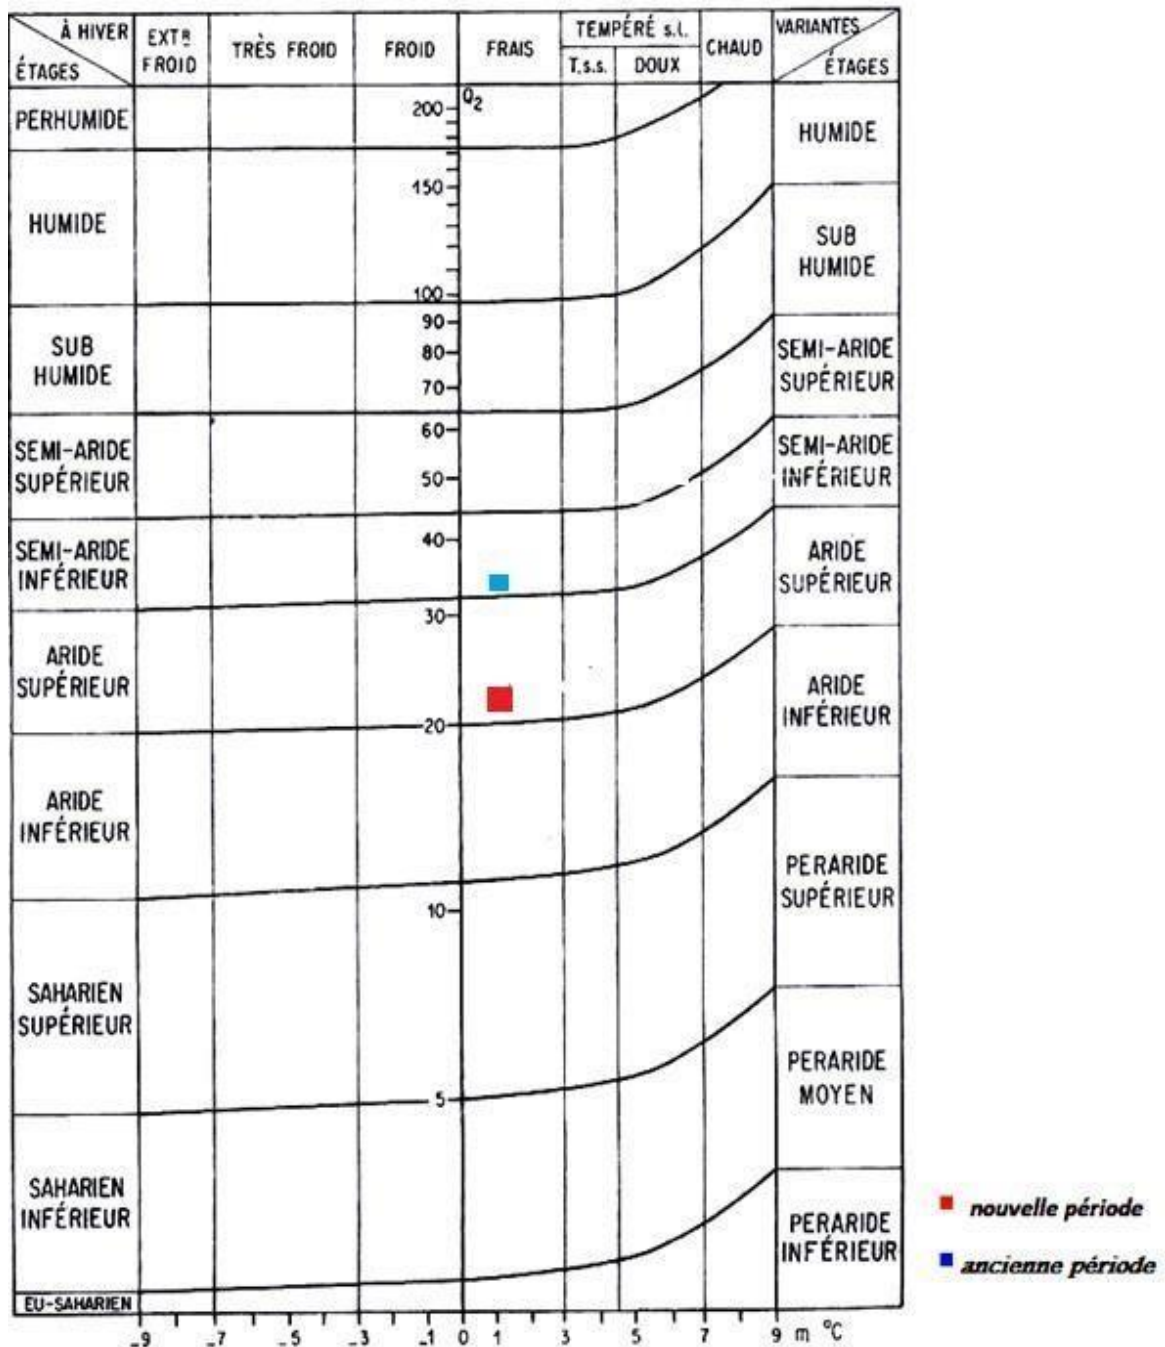 À HIVER
ÉTAGES
EXTR
FROID
TRÈS FROID
FROID
FRAIS
TEMPÉRÉ s.l.
T.s.s.
DOUX
CHAUD
VARIANTES
ÉTAGES
PERHUMIDE
HUMIDE
SUB
HUMIDE
SEMI-ARIDE
SUPÉRIEUR
SEMI-ARIDE
INFÉRIEUR
ARIDE
SUPÉRIEUR
ARIDE
INFÉRIEUR
SAHARIEN
SUPÉRIEUR
SAHARIEN
INFÉRIEUR
EU-SAHARIEN
Q2
200
150
100
90
80
70
60
50
40
30
20
10
5
HUMIDE
SUB
HUMIDE
SEMI-ARIDE
SUPÉRIEUR
SEMI-ARIDE
INFÉRIEUR
ARIDE
SUPÉRIEUR
ARIDE
INFÉRIEUR
PERARIDE
SUPÉRIEUR
PERARIDE
MOYEN
PERARIDE
INFÉRIEUR
nouvelle période
ancienne période
-9 -7 -5 -3 -1 0 1 3 5 7 9 m °C